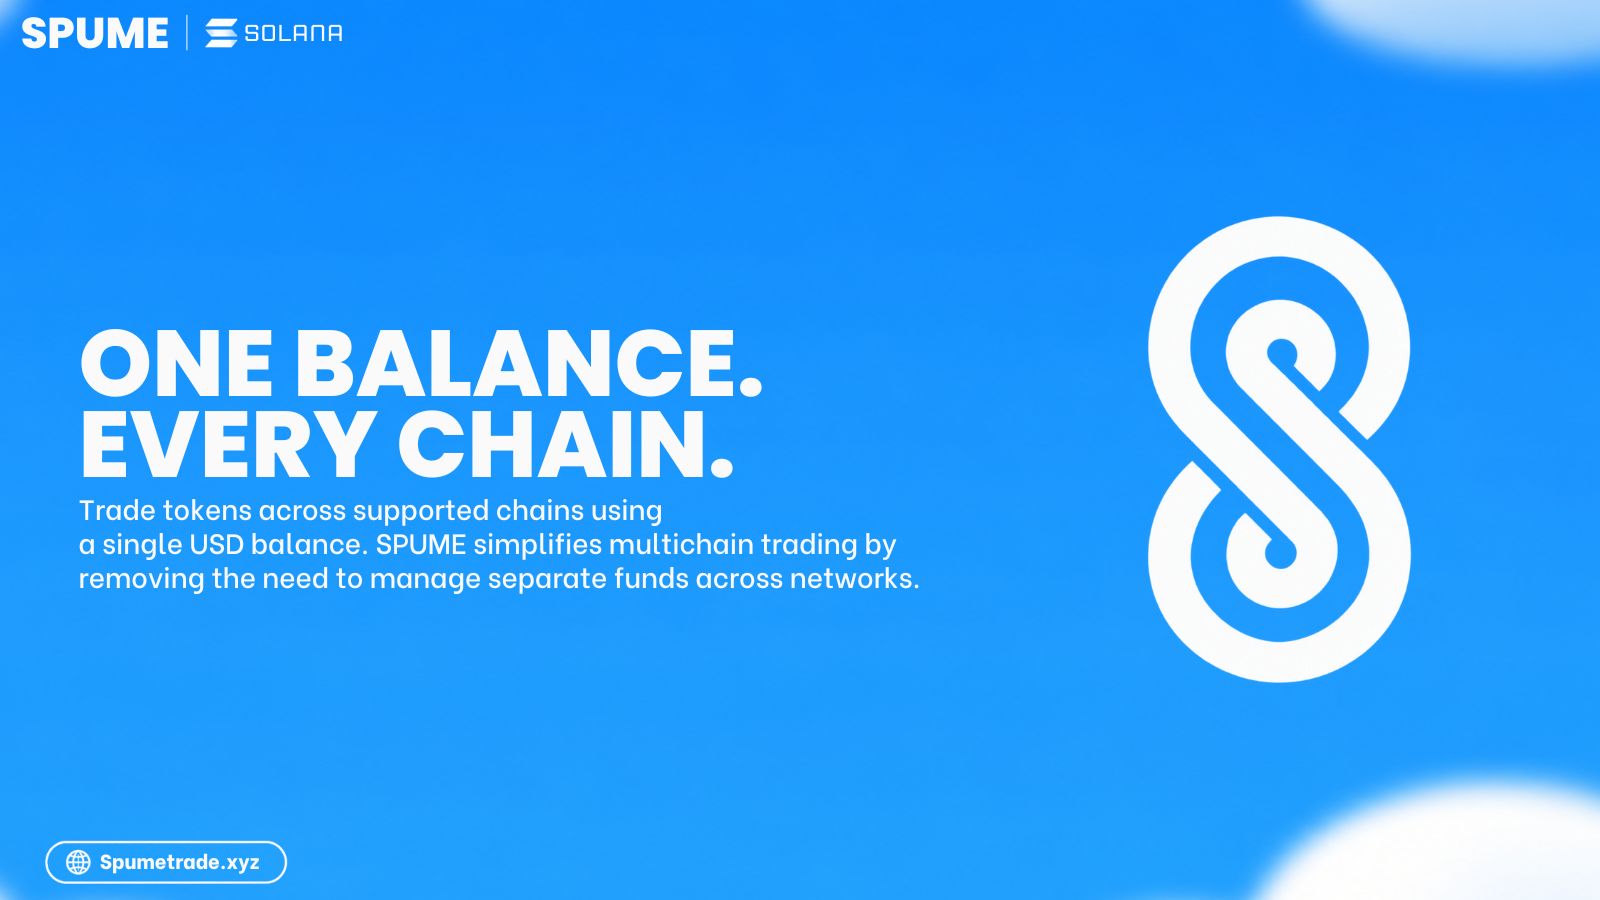 SPUME | SOLANA
ONE BALANCE.
EVERY CHAIN.
Trade tokens across supported chains using
a single USD balance. SPUME simplifies multichain trading by
removing the need to manage separate funds across networks.
Spumetrade.xyz